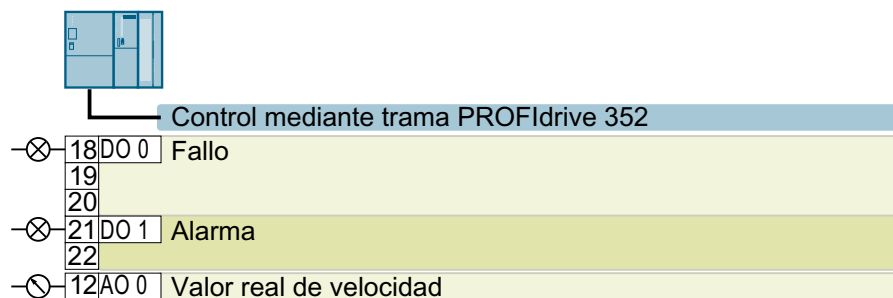 Control mediante trama PROFIdrive 352
18 DO 0 Fallo
19
20
21 DO 1 Alarma
22
12 AO 0 Valor real de velocidad